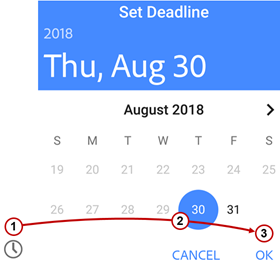 Set Deadline
2018
Thu, Aug 30
August 2018
S M T W T F S
19 20 21 22 23 24 25
26 27 28 29 30 31
1 2 3
CANCEL OK